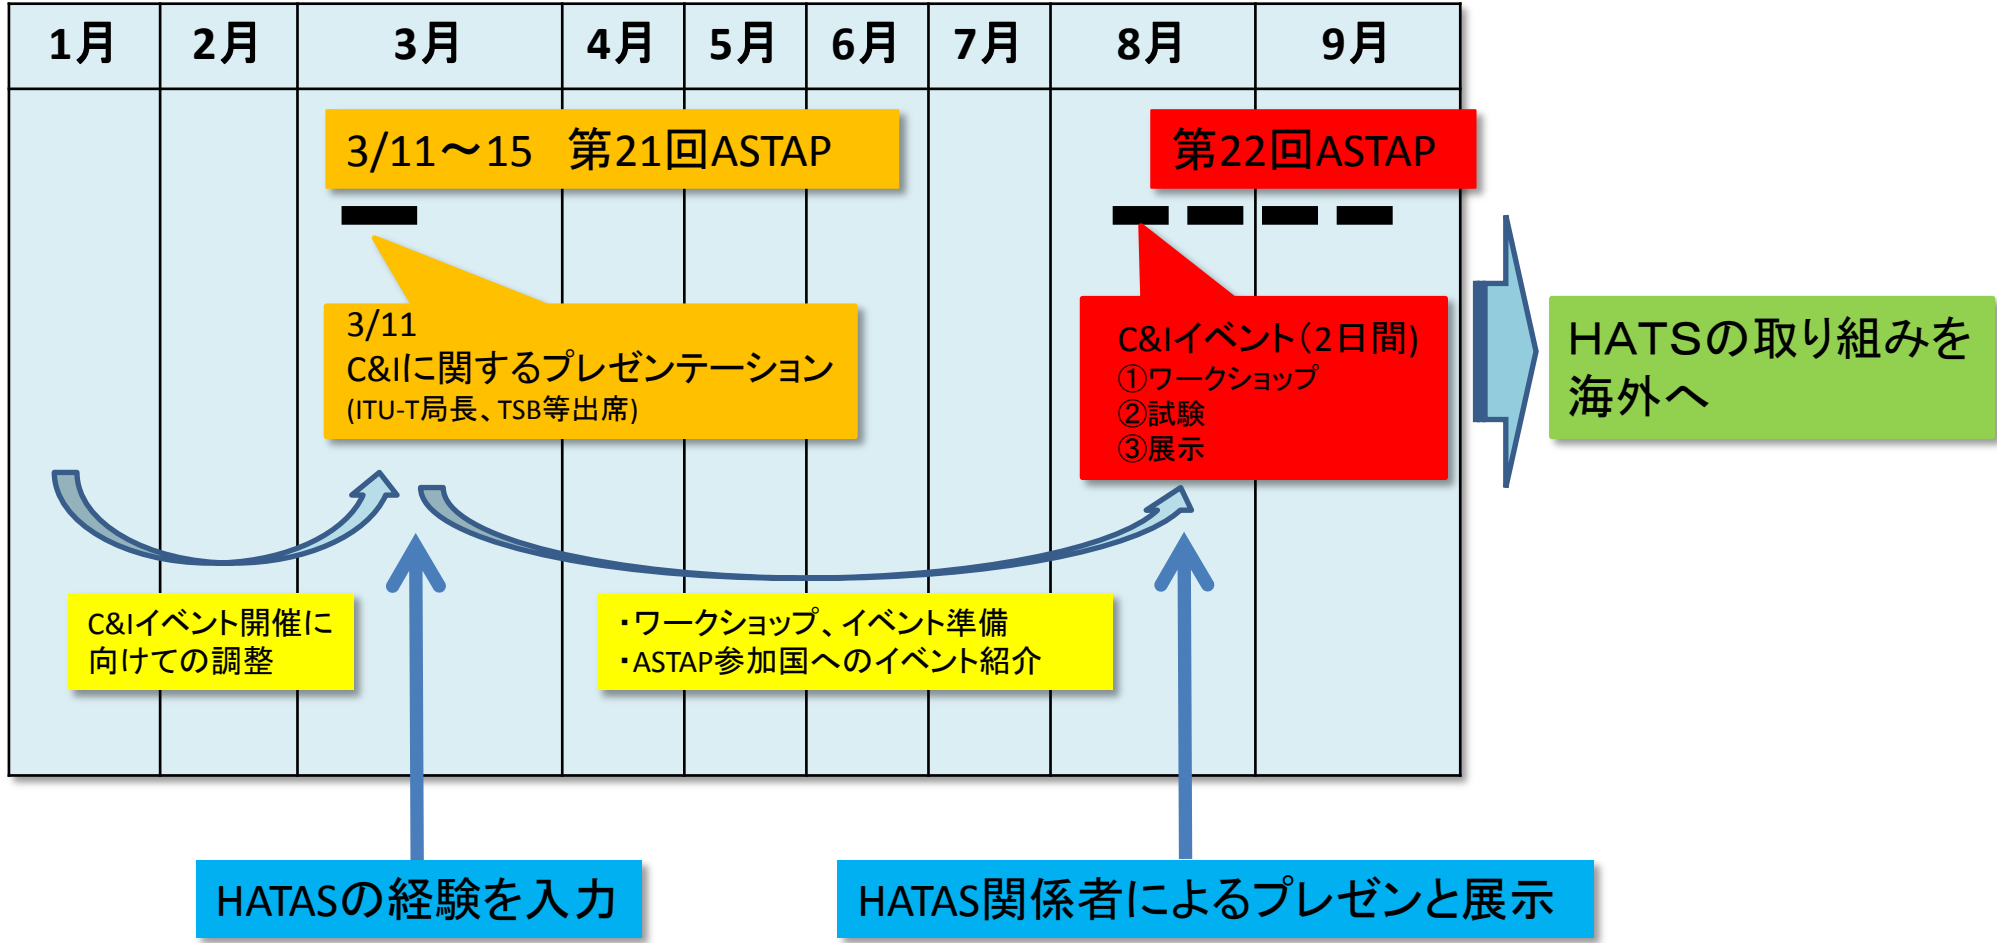 1月 2月 3月 4月 5月 6月 7月 8月 9月
3/11～15　第21回ASTAP
第22回ASTAP
3/11
C&Iに関するプレゼンテーション
(ITU-T局長、TSB等出席)
C&Iイベント（2日間)
①ワークショップ
②試験
③展示
HATSの取り組みを
海外へ
C&Iイベント開催に
向けての調整
・ワークショップ、イベント準備
・ASTAP参加国へのイベント紹介
HATASの経験を入力
HATAS関係者によるプレゼンと展示